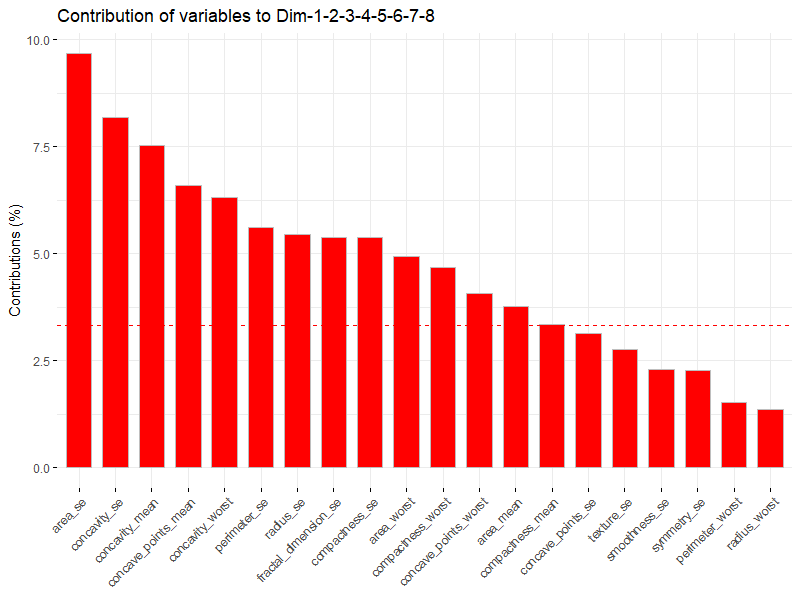 Contribution of variables to Dim-1-2-3-4-5-6-7-8
Contributions (%)
10.0
7.5
5.0
2.5
0.0
area_se
concavity_se
concavity_mean
concave_points_mean
concavity_worst
perimeter_se
radius_se
fractal_dimension_se
compactness_se
area_worst
compactness_worst
concave_points_worst
area_mean
compactness_mean
concave_points_se
texture_se
smoothness_se
symmetry_se
perimeter_worst
radius_worst